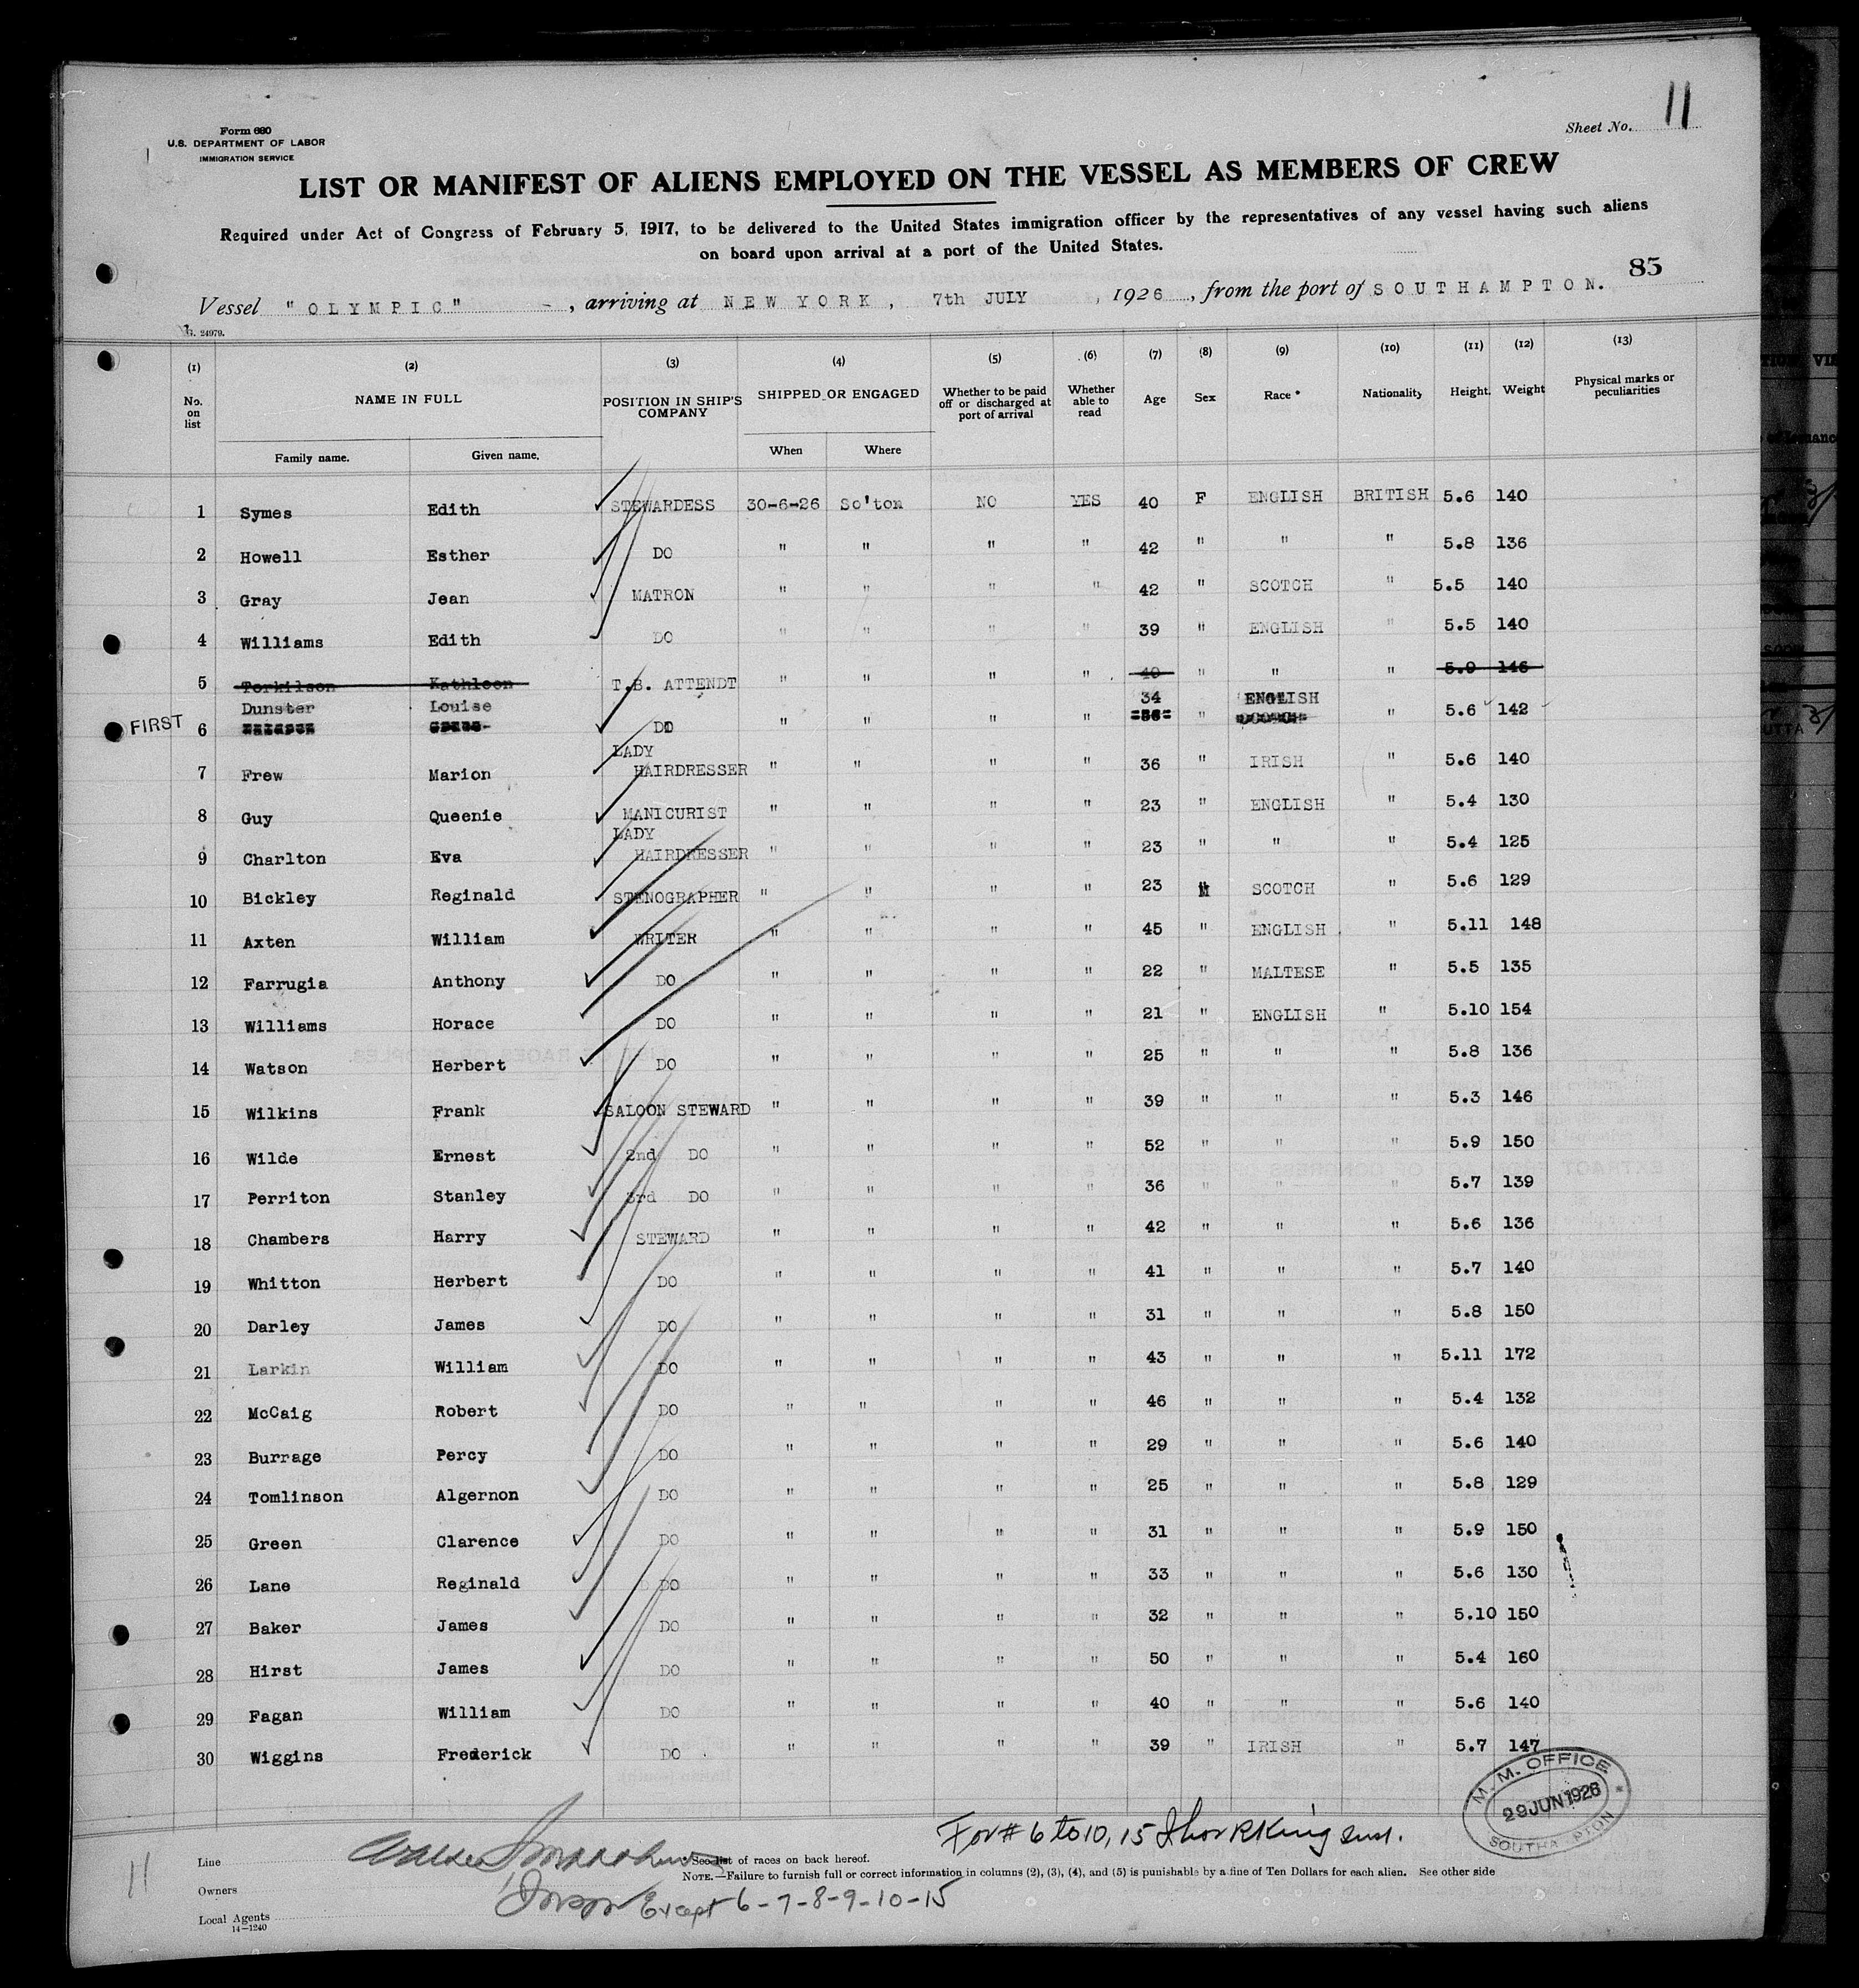 Form 680
U.S. DEPARTMENT OF LABOR
IMMIGRATION SERVICE
Sheet No. 11
LIST OR MANIFEST OF ALIENS EMPLOYED ON THE VESSEL AS MEMBERS OF CREW
Required under Act of Congress of February 5, 1917, to be delivered to the United States immigration officer by the representatives of any vessel having such aliens
on board upon arrival at a port of the United States.
85
Vessel "OLYMPIC" -, arriving at NEW YORK, 7th JULY, 1926, from the port of SOUTHAMPTON.
G. 24979.
(1) (2) (3) (4) (5) (6) (7) (8) (9) (10) (11) (12) (13)
No. on list NAME IN FULL POSITION IN SHIP'S COMPANY SHIPPED OR ENGAGED Whether to be paid off or discharged at port of arrival Whether able to read Age Sex Race * Nationality Height. Weight Physical marks or peculiarities
Family name. Given name. When Where
1 Symes Edith STEWARDESS 30-6-26 So'ton NO YES 40 F ENGLISH BRITISH 5.6 140
2 Howell Esther DO " " " " 42 " " " 5.8 136
3 Gray Jean MATRON " " " " 42 " SCOTCH " 5.5 140
4 Williams Edith DO " " " " 39 " ENGLISH " 5.5 140
5 Torkilson Kathleen T.B. ATTENDT " " " " 40 " " " 5.9 146
FIRST 6 Dunster Louise DO " " " " 34 " ENGLISH " 5.6 142
7 Frew Marion LADY HAIRDRESSER " " " " 36 " IRISH " 5.6 140
8 Guy Queenie MANICURIST " " " " 23 " ENGLISH " 5.4 130
9 Charlton Eva LADY HAIRDRESSER " " " " 23 " " " 5.4 125
10 Bickley Reginald STENOGRAPHER " " " " 23 M SCOTCH " 5.6 129
11 Axten William WRITER " " " " 45 " ENGLISH " 5.11 148
12 Farrugia Anthony DO " " " " 22 " MALTESE " 5.5 135
13 Williams Horace DO " " " " 21 " ENGLISH " 5.10 154
14 Watson Herbert DO " " " " 25 " " " 5.8 136
15 Wilkins Frank SALOON STEWARD " " " " 39 " " " 5.3 146
16 Wilde Ernest 2nd DO " " " " 52 " " " 5.9 150
17 Perriton Stanley 3rd DO " " " " 36 " " " 5.7 139
18 Chambers Harry STEWARD " " " " 42 " " " 5.6 136
19 Whitton Herbert DO " " " " 41 " " " 5.7 140
20 Darley James DO " " " " 31 " " " 5.8 150
21 Larkin William DO " " " " 43 " " " 5.11 172
22 McCaig Robert DO " " " " 46 " " " 5.4 132
23 Burrage Percy DO " " " " 29 " " " 5.6 140
24 Tomlinson Algernon DO " " " " 25 " " " 5.8 129
25 Green Clarence DO " " " " 31 " " " 5.9 150
26 Lane Reginald DO " " " " 33 " " " 5.6 130
27 Baker James DO " " " " 32 " " " 5.10 150
28 Hirst James DO " " " " 50 " " " 5.4 160
29 Fagan William DO " " " " 40 " " " 5.6 140
30 Wiggins Frederick DO " " " " 39 " IRISH " 5.7 147
M.M. OFFICE
29 JUN 1926
SOUTHAMPTON
For # 6 to 10, 15
11
Line
* See list of races on back hereof.
NOTE.—Failure to furnish full or correct information in columns (2), (3), (4), and (5) is punishable by a fine of Ten Dollars for each alien. See other side
Owners
Except 6-7-8-9-10-15
Local Agents
14—1240